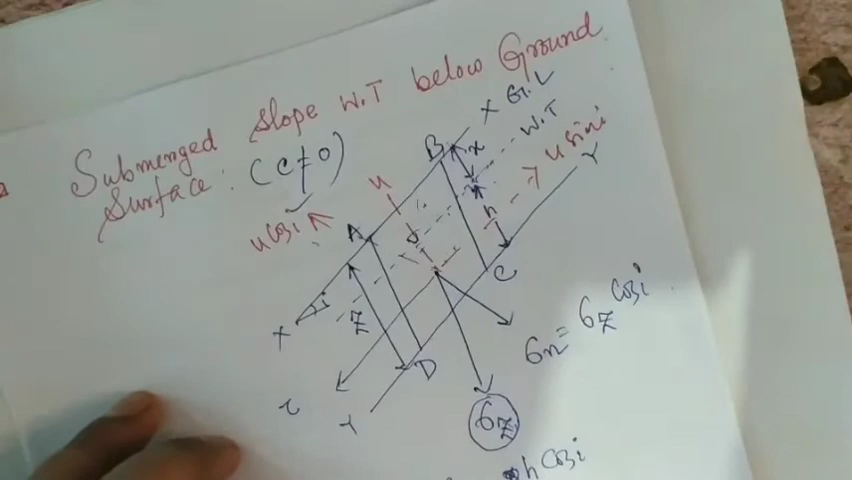 Submerged slope W.T below Ground
Surface: (c≠0)
X G.L
B
x
W.T
u sini
Y
u
u cosi
A
h
i
C
X
Z
σn = σz cosi
D
τ
Y
σz
h cosi